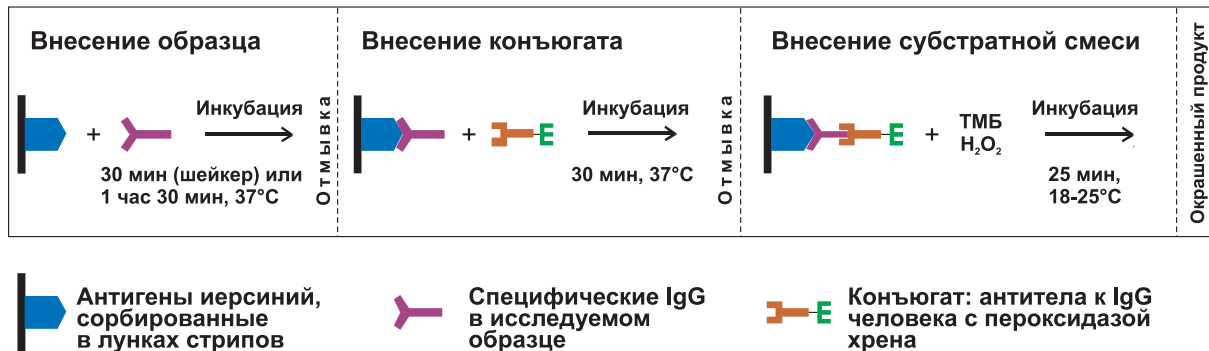 Внесение образца
+
Инкубация
30 мин (шейкер) или
1 час 30 мин, 37°C
Отмывка
Внесение конъюгата
+
E
Инкубация
30 мин, 37°C
Отмывка
Внесение субстратной смеси
E
+
ТМБ
H₂O₂
Инкубация
25 мин,
18-25°C
Окрашенный продукт
Антигены иерсиний,
сорбированные
в лунках стрипов
Специфические IgG
в исследуемом
образце
E
Конъюгат: антитела к IgG
человека с пероксидазой
хрена